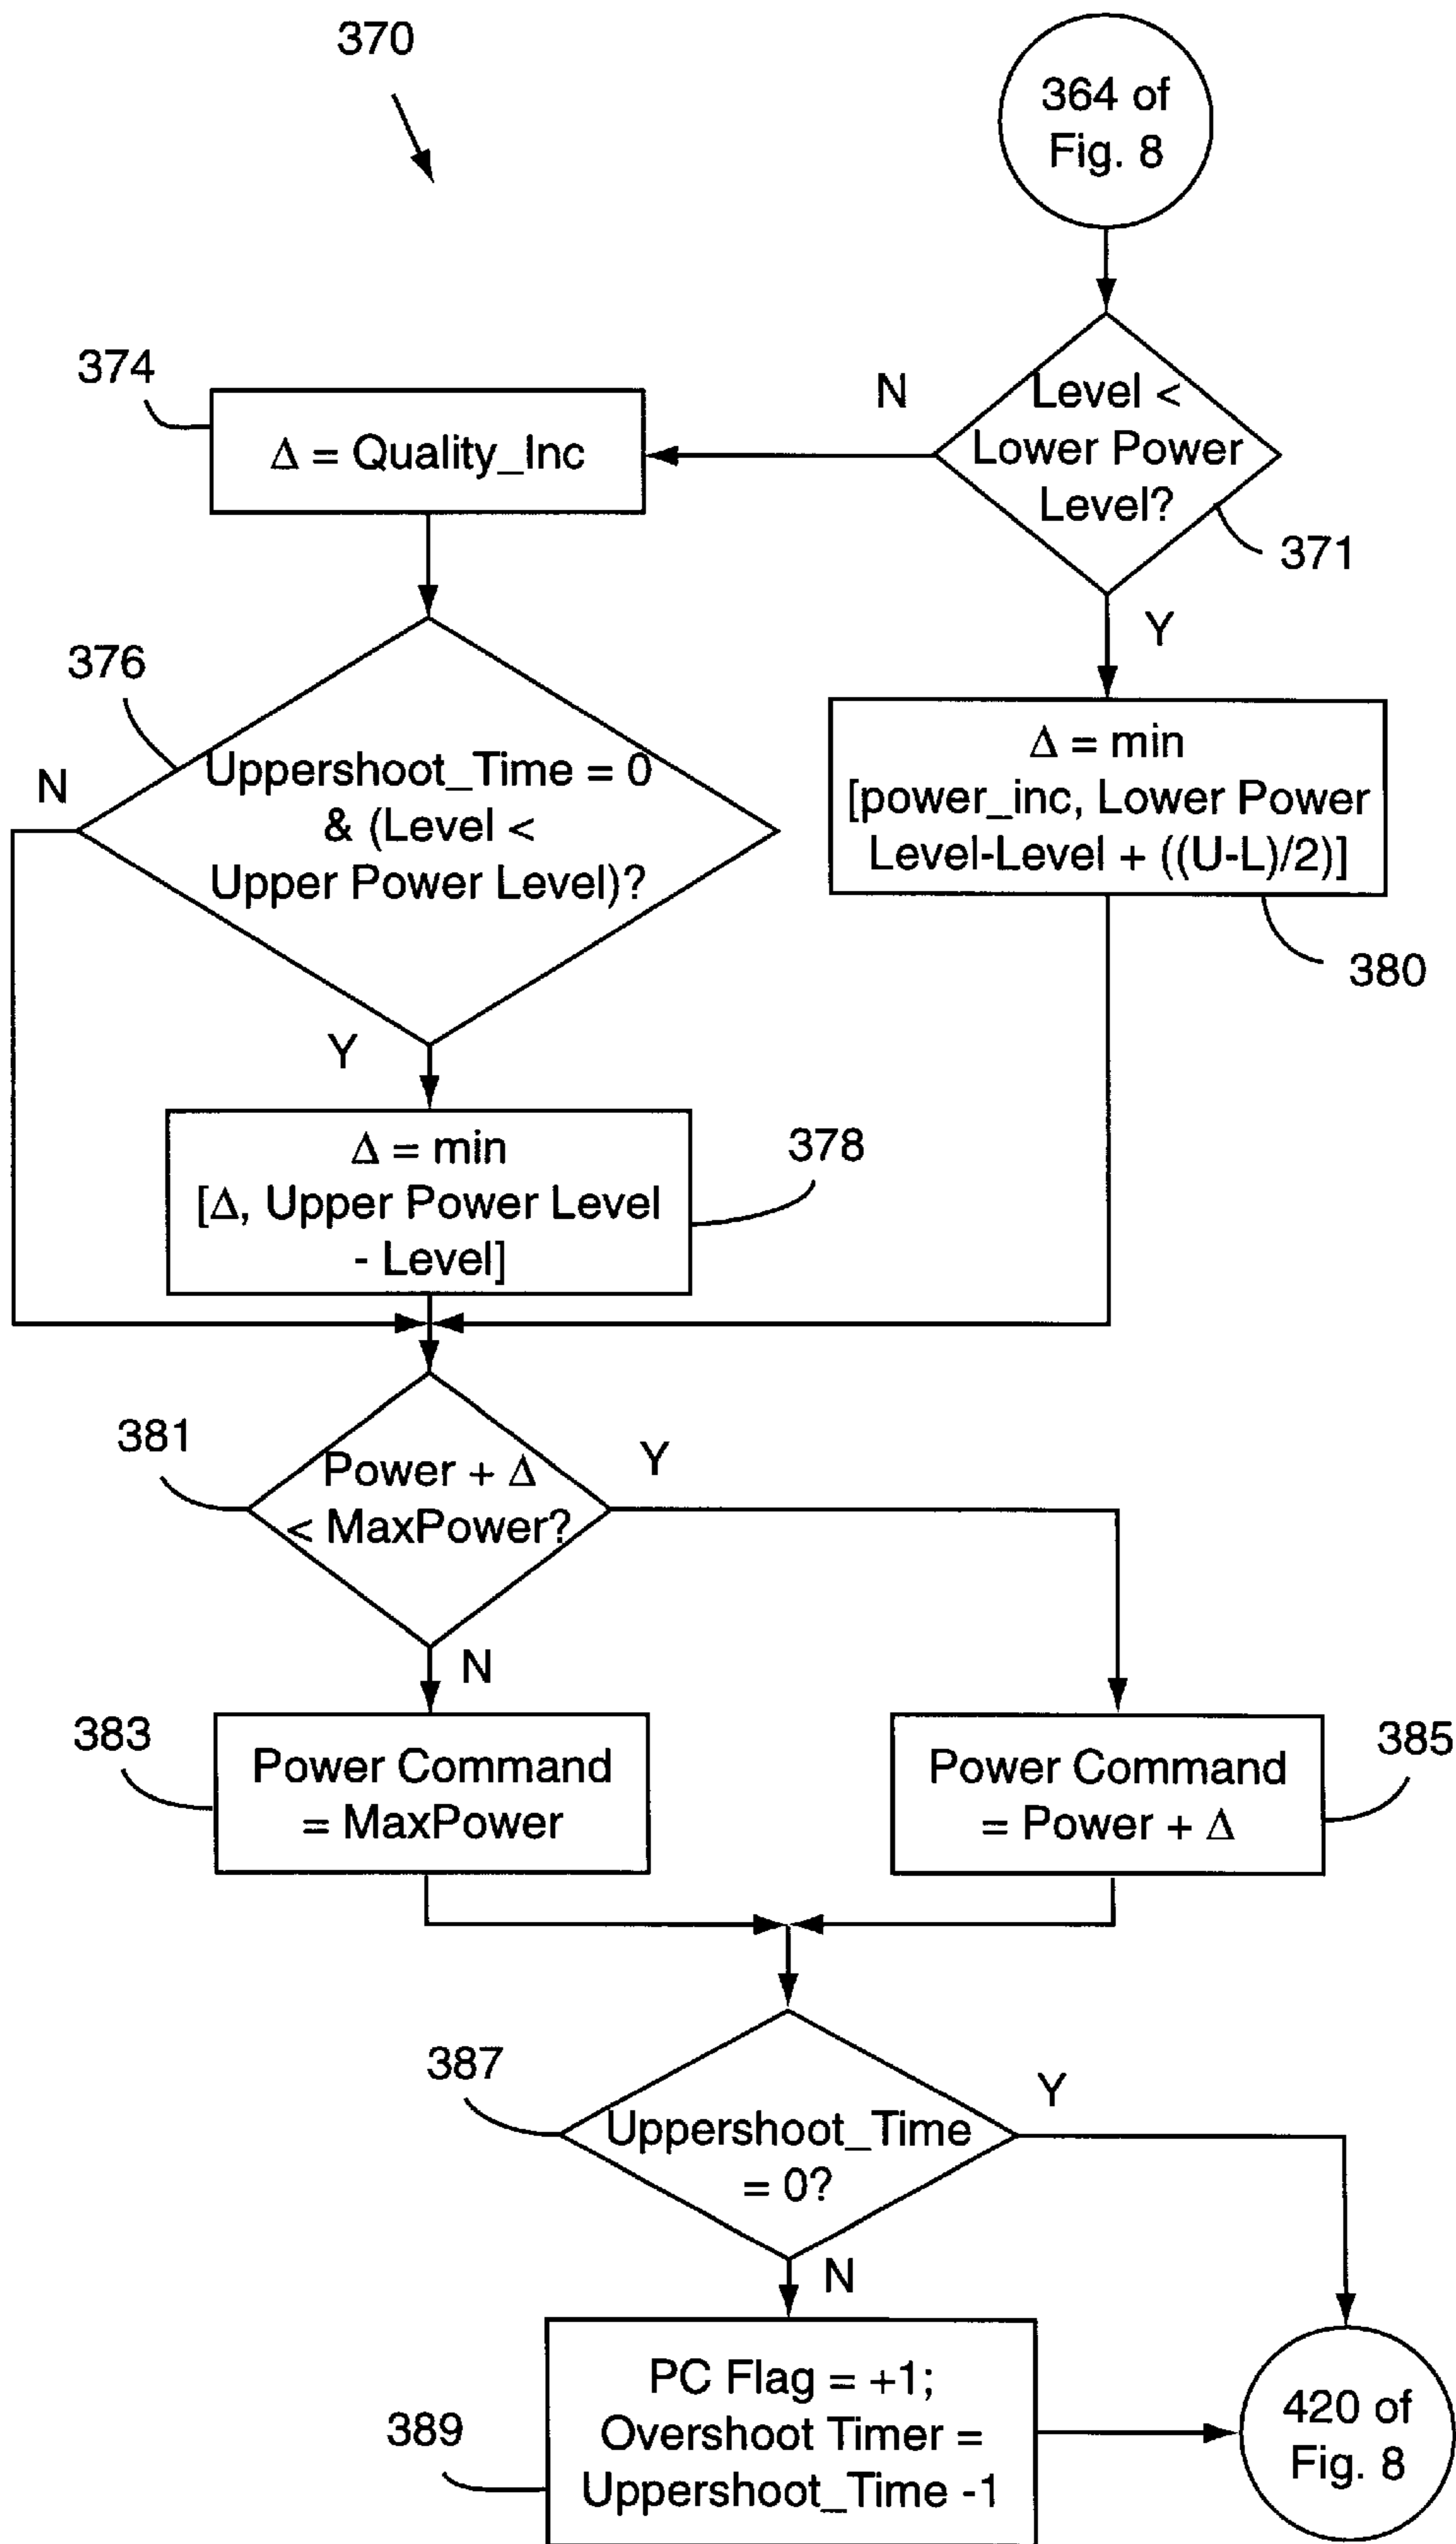 370
364 of
Fig. 8
374
Δ = Quality_Inc
N
Level <
Lower Power
Level?
371
Y
376
N
Uppershoot_Time = 0
& (Level <
Upper Power Level)?
Y
Δ = min
[power_inc, Lower Power
Level-Level + ((U-L)/2)]
380
Δ = min
[Δ, Upper Power Level
- Level]
378
381
Power + Δ
< MaxPower?
Y
N
383
Power Command
= MaxPower
Power Command
= Power + Δ
385
387
Uppershoot_Time
= 0?
Y
N
389
PC Flag = +1;
Overshoot Timer =
Uppershoot_Time -1
420 of
Fig. 8